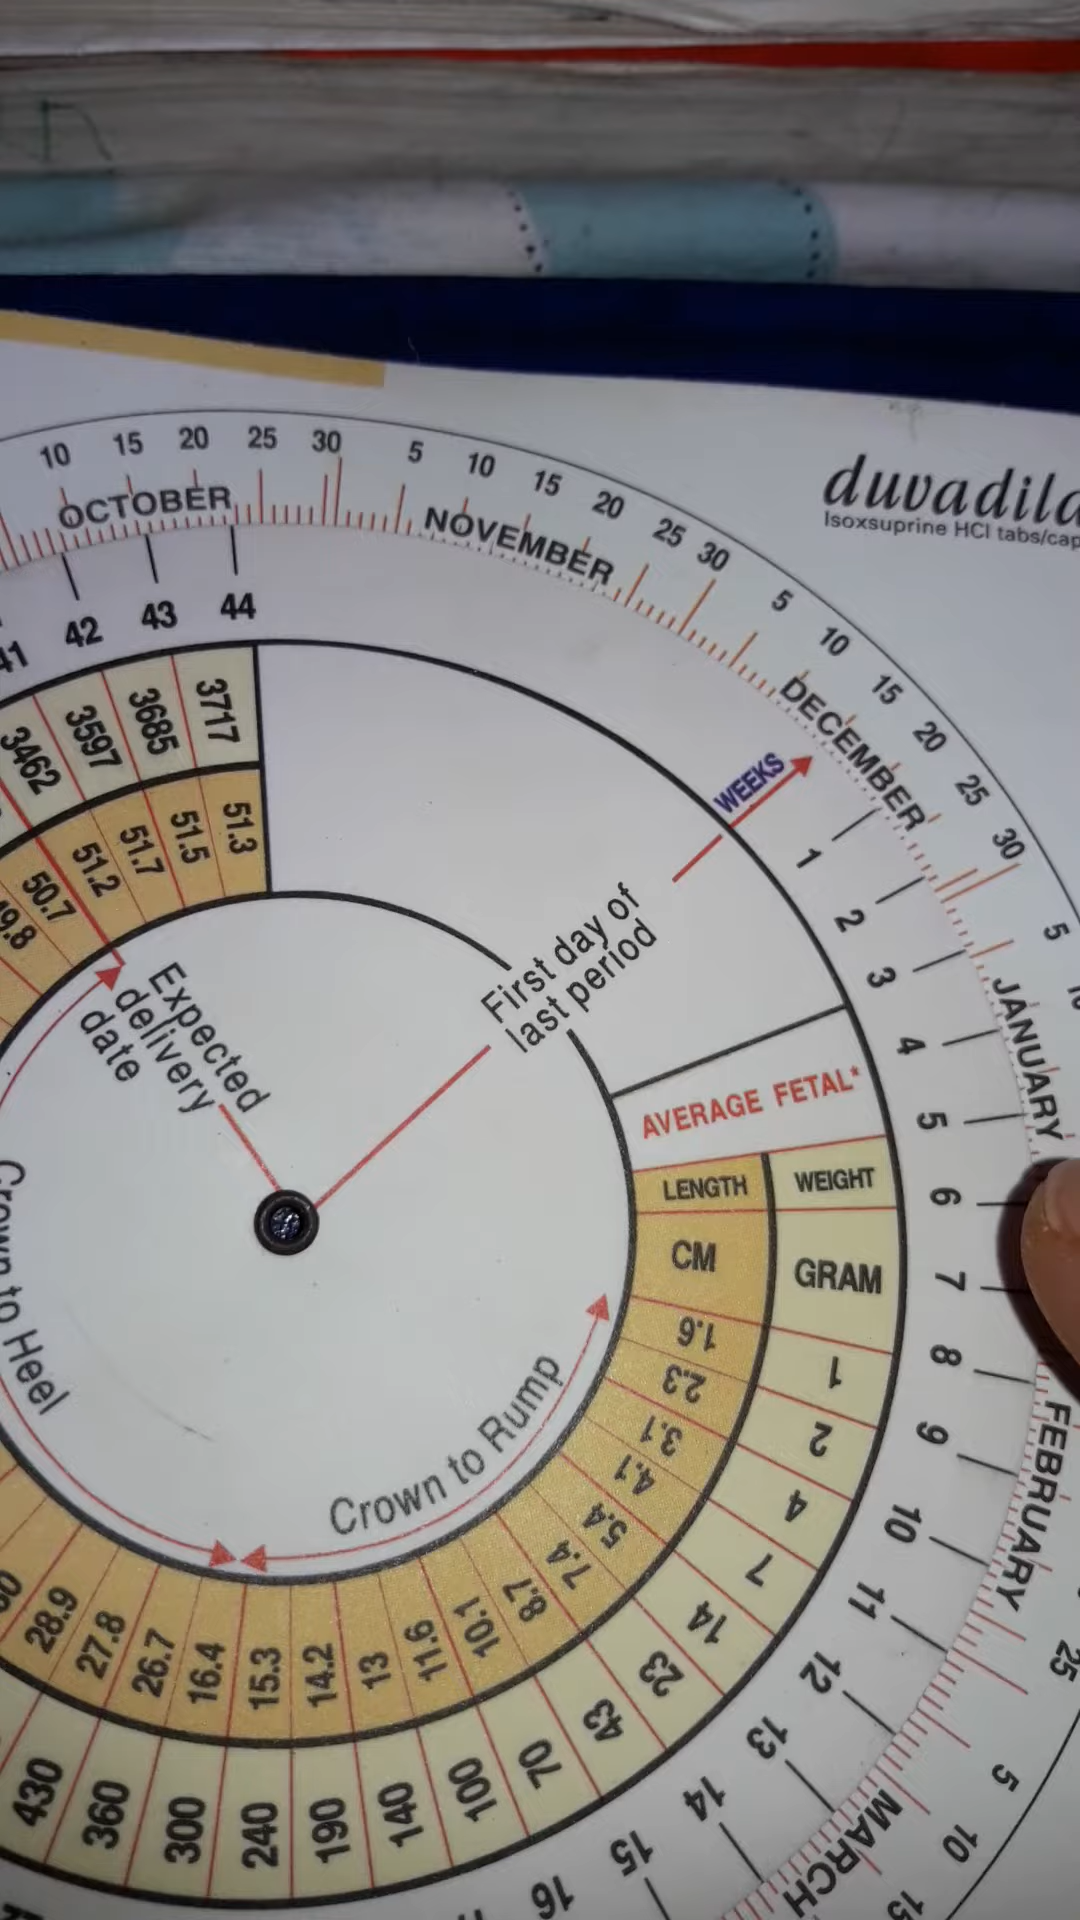 duvadila
Isoxsuprine HCl tabs/cap
10 15 20 25 30 5 10 15 20 25 30 5 10 15 20 25 30 5
OCTOBER NOVEMBER DECEMBER JANUARY FEBRUARY MARCH
25
5
10
15
41 42 43 44
WEEKS
1
2
3
4
5
6
7
8
9
10
11
12
13
14
15
16
3462 3597 3685 3717
50.7 51.2 51.7 51.5 51.3
First day of
last period
Expected
delivery
date
AVERAGE FETAL*
LENGTH WEIGHT
CM GRAM
1.6 1
2.3 2
3.1 4
4.1 7
5.4 14
7.4 23
8.7 43
10.1 70
11.6 100
13 140
14.2 190
15.3 240
16.4 300
26.7 360
27.8 430
28.9
Crown to Rump
Crown to Heel